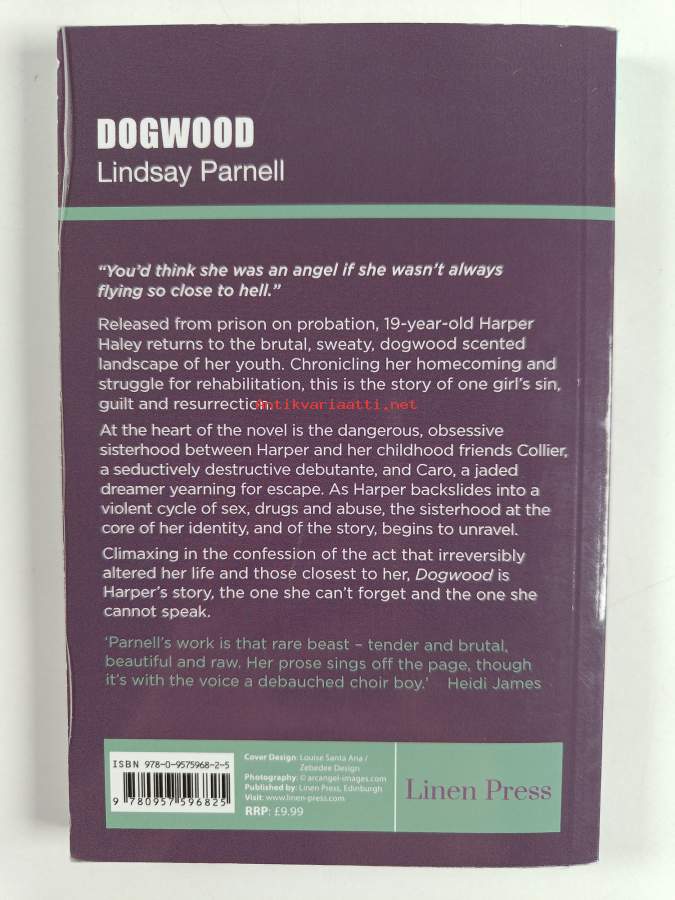 DOGWOOD
Lindsay Parnell
“You’d think she was an angel if she wasn’t always
flying so close to hell.”
Released from prison on probation, 19-year-old Harper
Haley returns to the brutal, sweaty, dogwood scented
landscape of her youth. Chronicling her homecoming and
struggle for rehabilitation, this is the story of one girl’s sin,
guilt and resurrection.
Antikvariaatti.net
At the heart of the novel is the dangerous, obsessive
sisterhood between Harper and her childhood friends Collier,
a seductively destructive debutante, and Caro, a jaded
dreamer yearning for escape. As Harper backslides into a
violent cycle of sex, drugs and abuse, the sisterhood at the
core of her identity, and of the story, begins to unravel.
Climaxing in the confession of the act that irreversibly
altered her life and those closest to her, Dogwood is
Harper’s story, the one she can’t forget and the one she
cannot speak.
‘Parnell’s work is that rare beast – tender and brutal,
beautiful and raw. Her prose sings off the page, though
it’s with the voice a debauched choir boy.’ Heidi James
ISBN 978-0-9575968-2-5
9 780957 596825
Cover Design: Louise Santa Ana /
Zebedee Design
Photography: © arcangel-images.com
Published by: Linen Press, Edinburgh
Visit: www.linen-press.com
RRP: £9.99
Linen Press